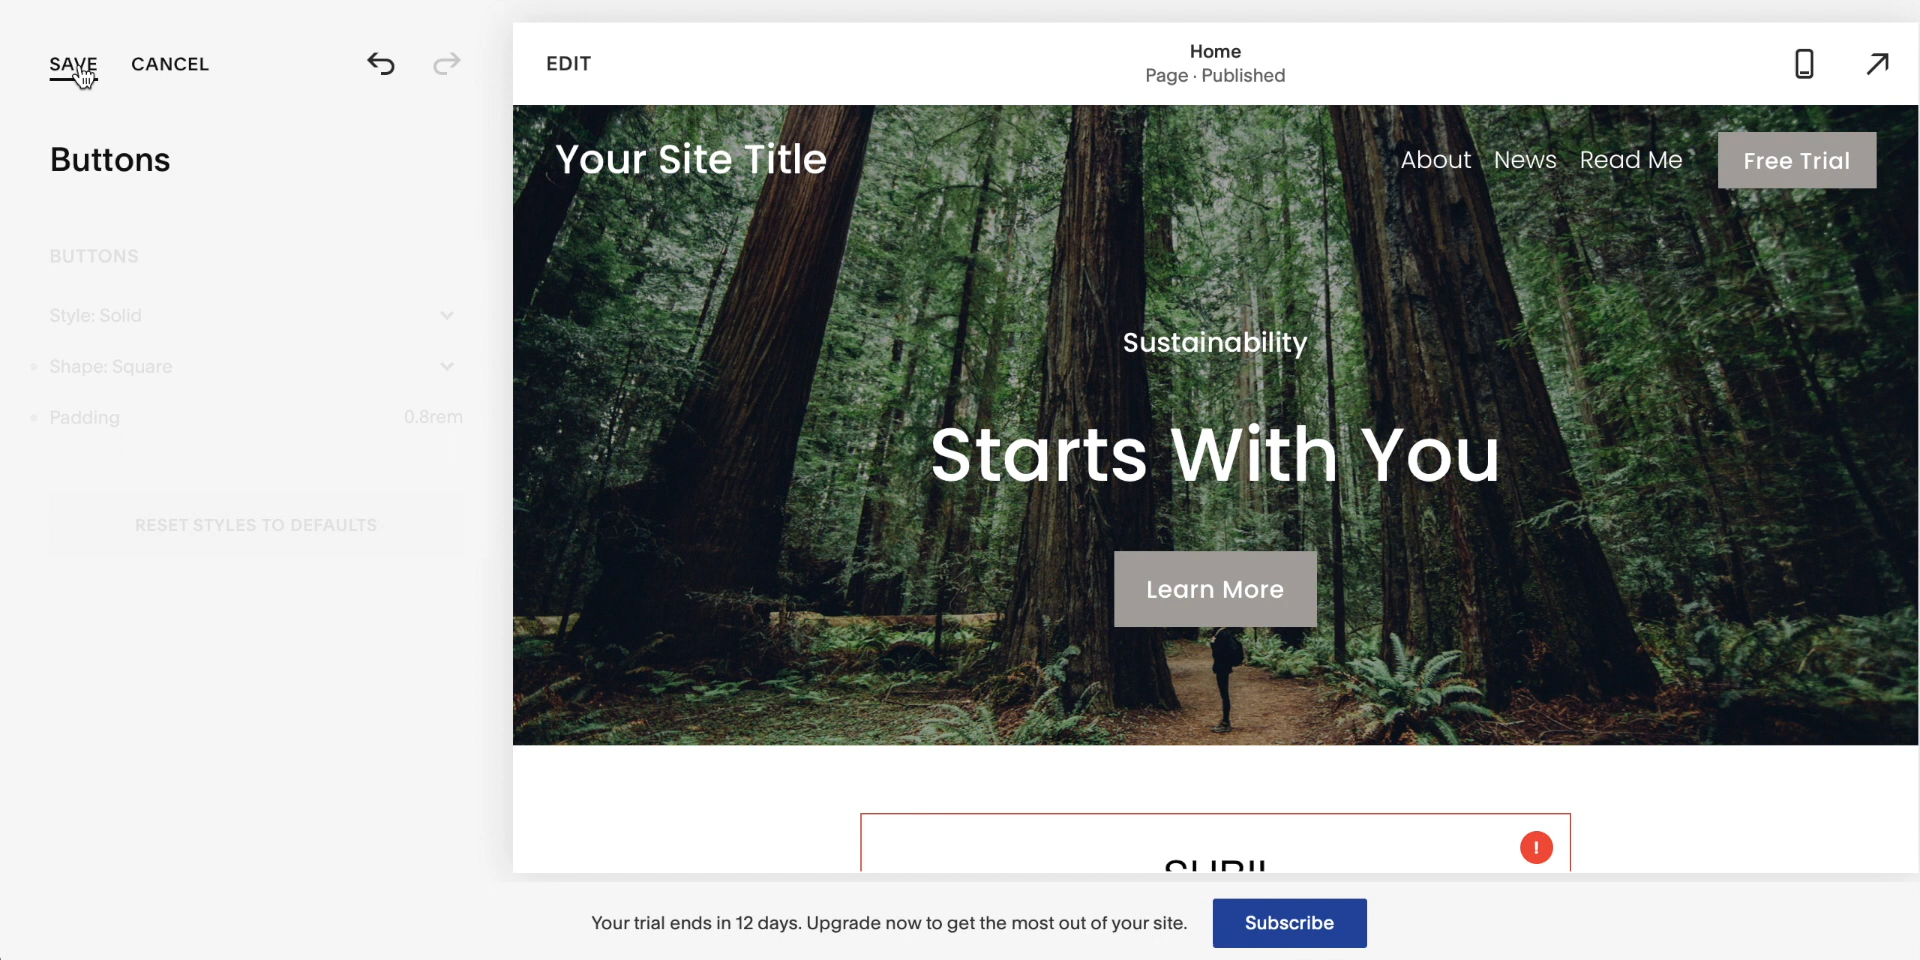 SAVE CANCEL
Buttons
BUTTONS
Style: Solid
Shape: Square
Padding 0.8rem
RESET STYLES TO DEFAULTS
EDIT
Home
Page · Published
Your Site Title
About News Read Me Free Trial
Sustainability
Starts With You
Learn More
!
Your trial ends in 12 days. Upgrade now to get the most out of your site.
Subscribe